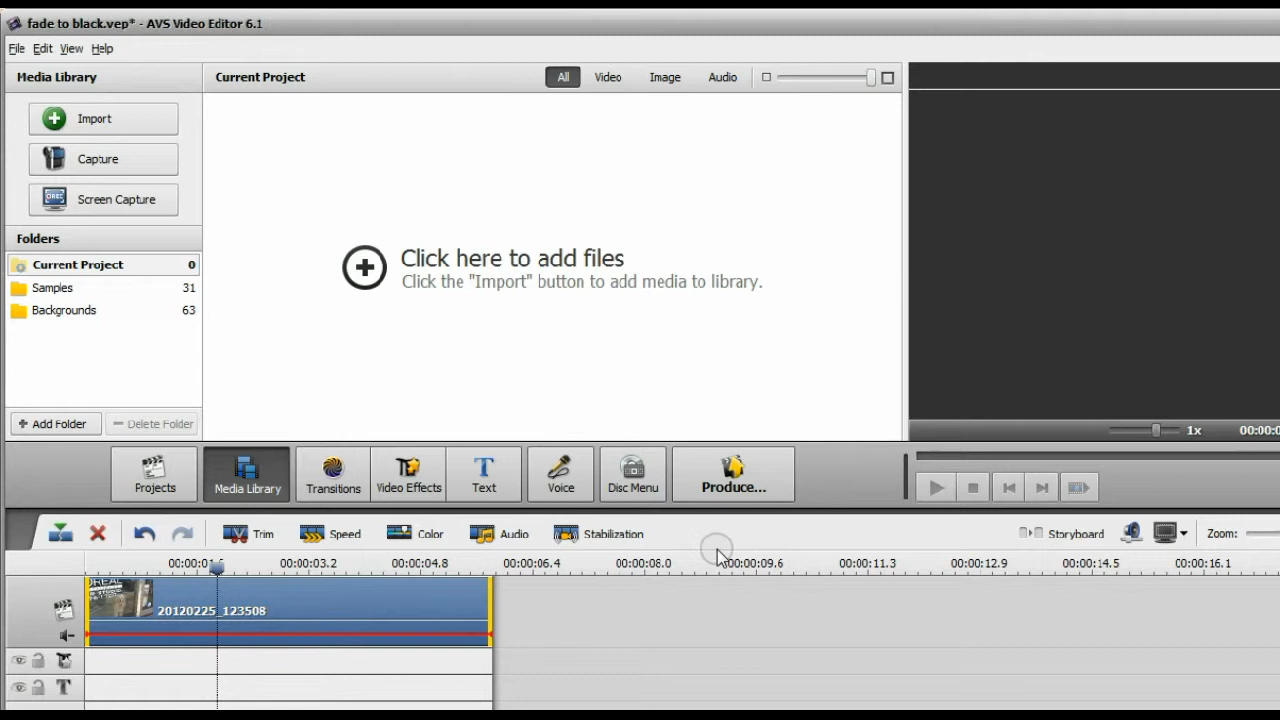 fade to black.vep* - AVS Video Editor 6.1
File Edit View Help
Media Library
Current Project
All Video Image Audio
Import
Capture
Screen Capture
Folders
Current Project 0
Samples 31
Backgrounds 63
Click here to add files
Click the "Import" button to add media to library.
Add Folder
Delete Folder
1x
00:00:0
Projects
Media Library
Transitions
Video Effects
Text
Voice
Disc Menu
Produce...
Trim
Speed
Color
Audio
Stabilization
Storyboard
Zoom:
00:00:03.2 00:00:04.8 00:00:06.4 00:00:08.0 00:00:09.6 00:00:11.3 00:00:12.9 00:00:14.5 00:00:16.1
20120225_123508
T